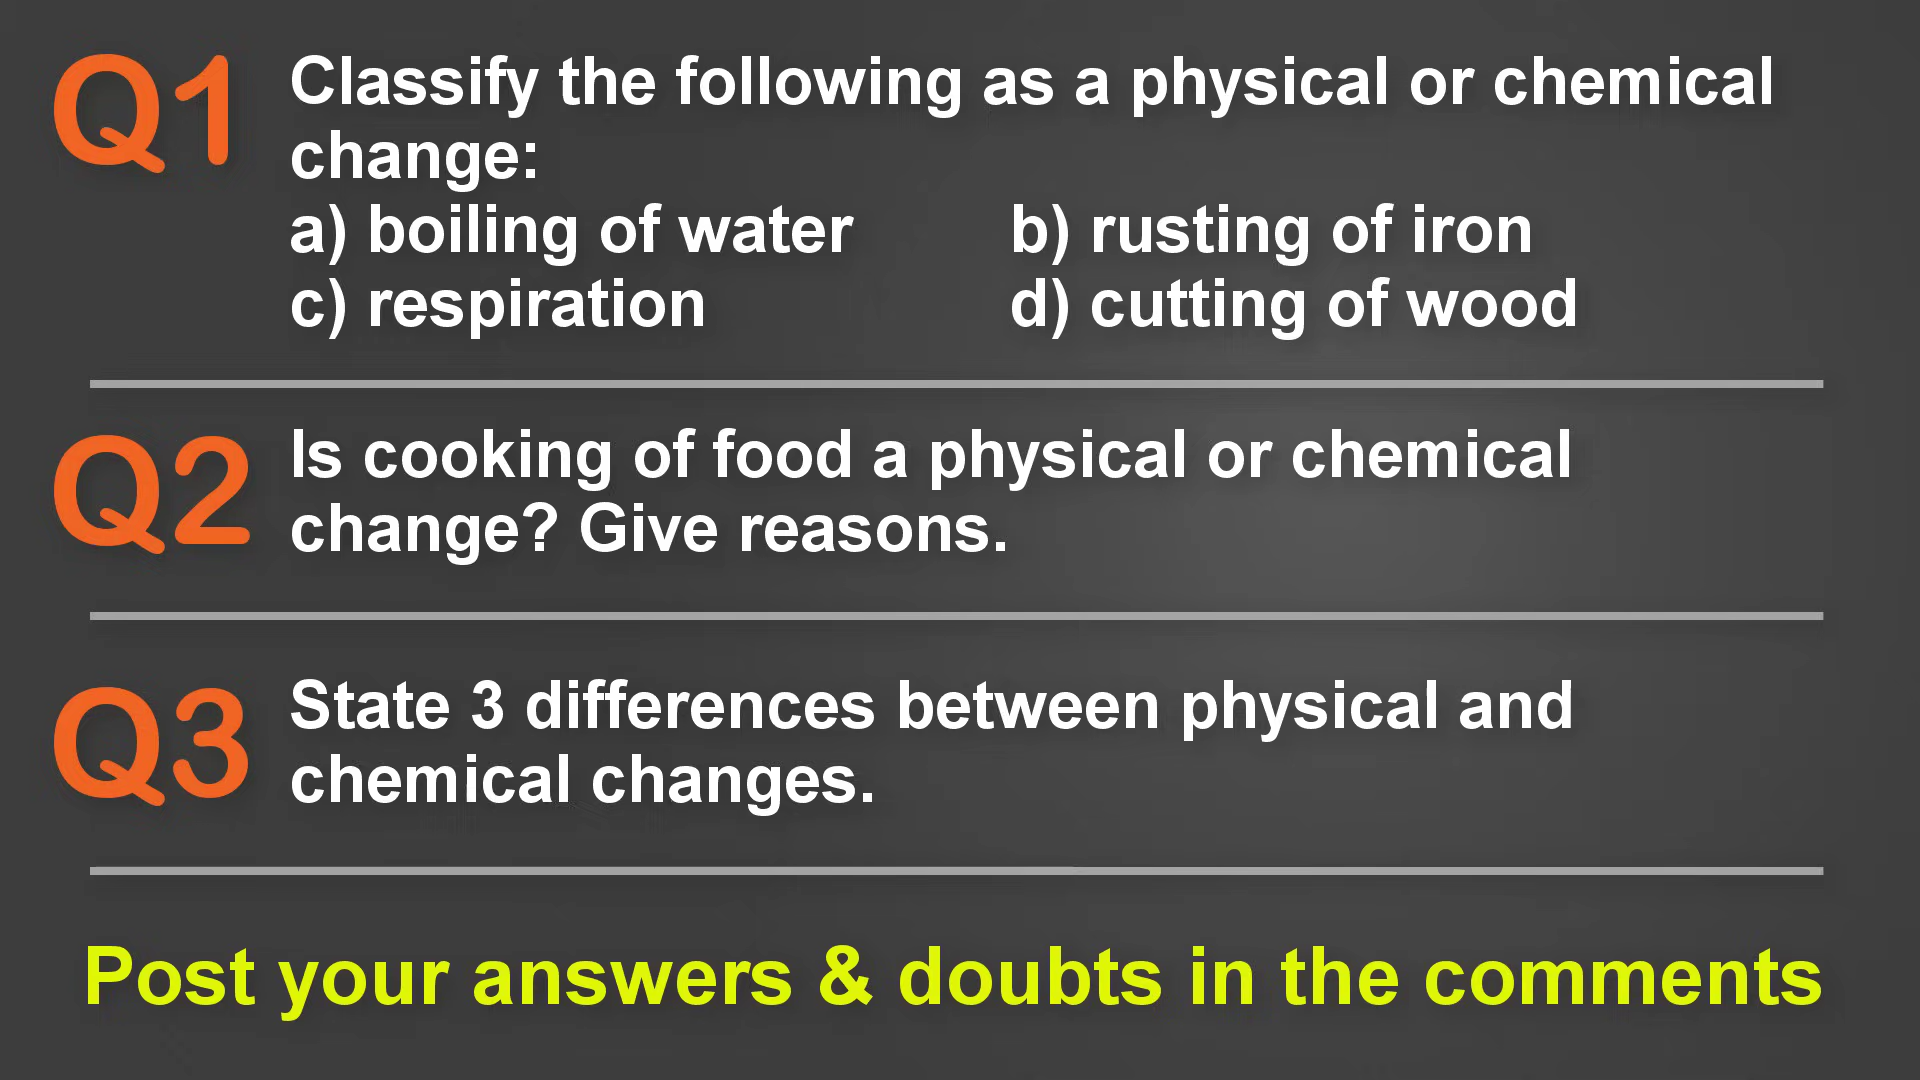 Q1 Classify the following as a physical or chemical
change:
a) boiling of water b) rusting of iron
c) respiration d) cutting of wood
Q2 Is cooking of food a physical or chemical
change? Give reasons.
Q3 State 3 differences between physical and
chemical changes.
Post your answers & doubts in the comments